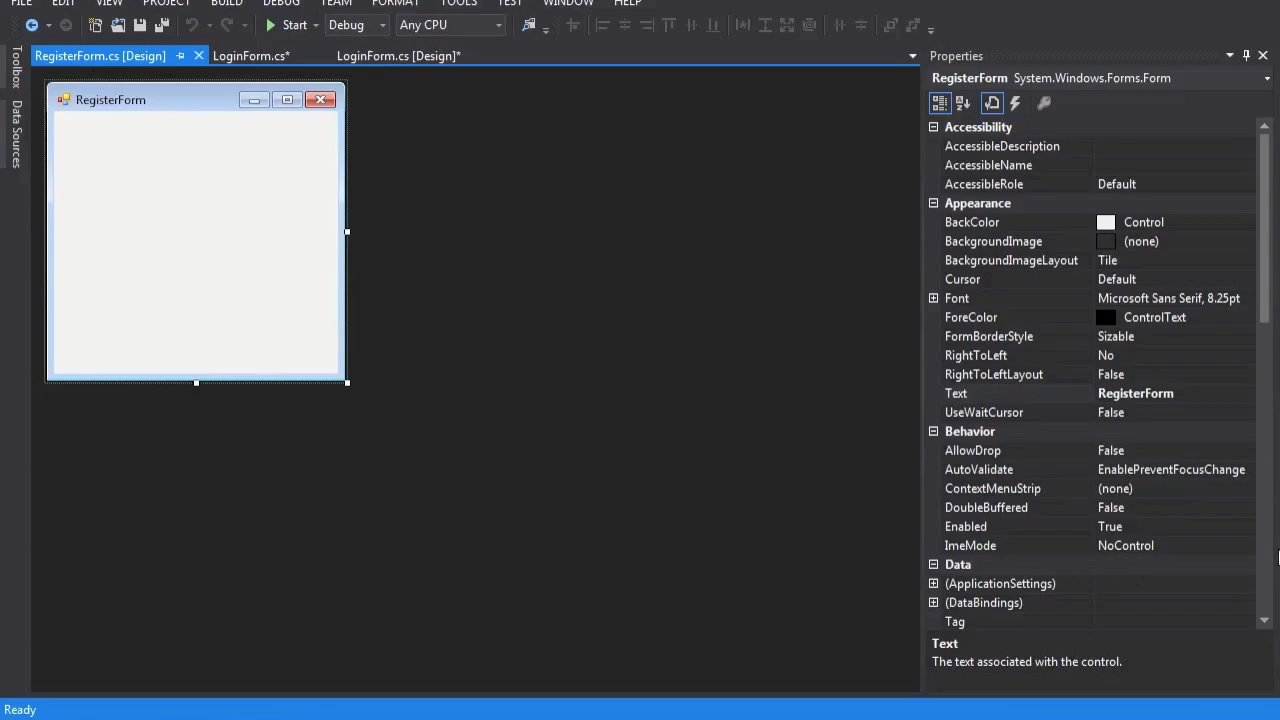 FILE EDIT VIEW PROJECT BUILD DEBUG TEAM FORMAT TOOLS TEST WINDOW HELP
Start Debug Any CPU
RegisterForm.cs [Design] LoginForm.cs* LoginForm.cs [Design]*
Toolbox
Data Sources
RegisterForm
Properties
RegisterForm System.Windows.Forms.Form
Accessibility
AccessibleDescription
AccessibleName
AccessibleRole Default
Appearance
BackColor Control
BackgroundImage (none)
BackgroundImageLayout Tile
Cursor Default
Font Microsoft Sans Serif, 8.25pt
ForeColor ControlText
FormBorderStyle Sizable
RightToLeft No
RightToLeftLayout False
Text RegisterForm
UseWaitCursor False
Behavior
AllowDrop False
AutoValidate EnablePreventFocusChange
ContextMenuStrip (none)
DoubleBuffered False
Enabled True
ImeMode NoControl
Data
(ApplicationSettings)
(DataBindings)
Tag
Text
The text associated with the control.
Ready